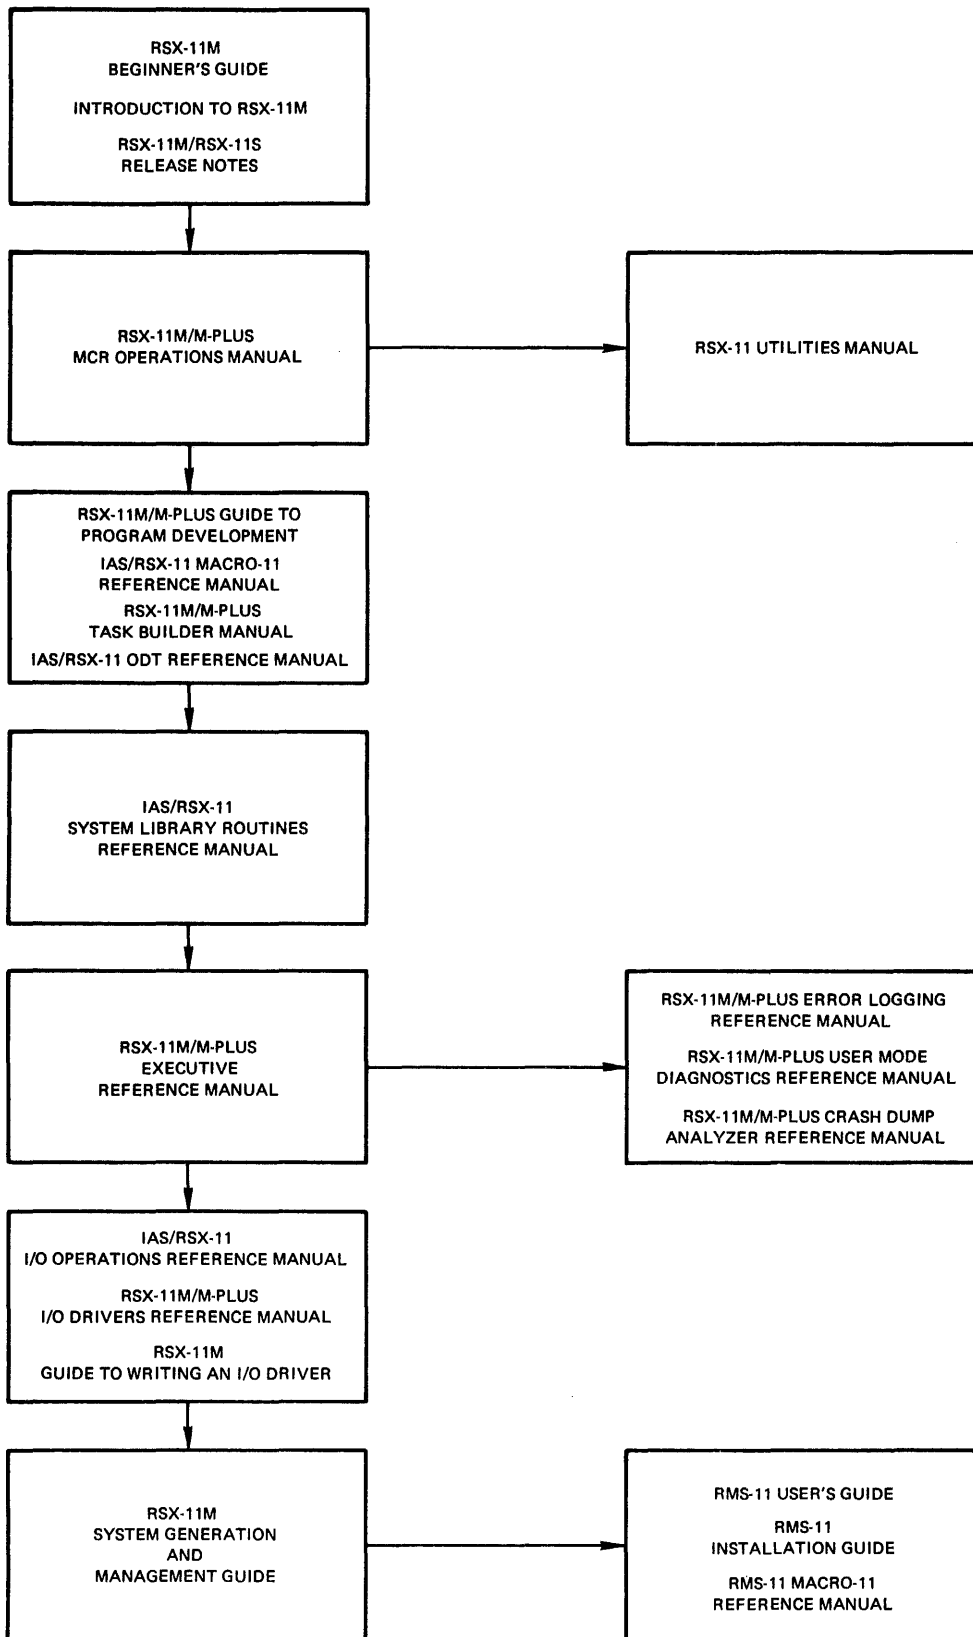 RSX-11M
BEGINNER'S GUIDE
INTRODUCTION TO RSX-11M
RSX-11M/RSX-11S
RELEASE NOTES
RSX-11M/M-PLUS
MCR OPERATIONS MANUAL
RSX-11 UTILITIES MANUAL
RSX-11M/M-PLUS GUIDE TO
PROGRAM DEVELOPMENT
IAS/RSX-11 MACRO-11
REFERENCE MANUAL
RSX-11M/M-PLUS
TASK BUILDER MANUAL
IAS/RSX-11 ODT REFERENCE MANUAL
IAS/RSX-11
SYSTEM LIBRARY ROUTINES
REFERENCE MANUAL
RSX-11M/M-PLUS
EXECUTIVE
REFERENCE MANUAL
RSX-11M/M-PLUS ERROR LOGGING
REFERENCE MANUAL
RSX-11M/M-PLUS USER MODE
DIAGNOSTICS REFERENCE MANUAL
RSX-11M/M-PLUS CRASH DUMP
ANALYZER REFERENCE MANUAL
IAS/RSX-11
I/O OPERATIONS REFERENCE MANUAL
RSX-11M/M-PLUS
I/O DRIVERS REFERENCE MANUAL
RSX-11M
GUIDE TO WRITING AN I/O DRIVER
RSX-11M
SYSTEM GENERATION
AND
MANAGEMENT GUIDE
RMS-11 USER'S GUIDE
RMS-11
INSTALLATION GUIDE
RMS-11 MACRO-11
REFERENCE MANUAL